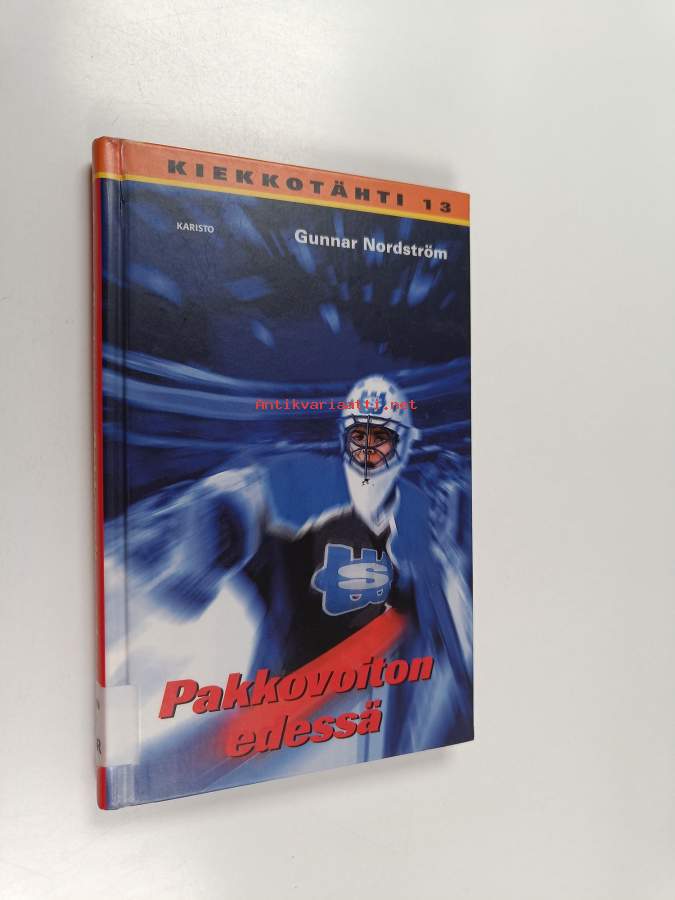 KIEKKOTÄHTI 13
KARISTO
Gunnar Nordström
Antikvariaatti.net
Pakkovoiton
edessä
R